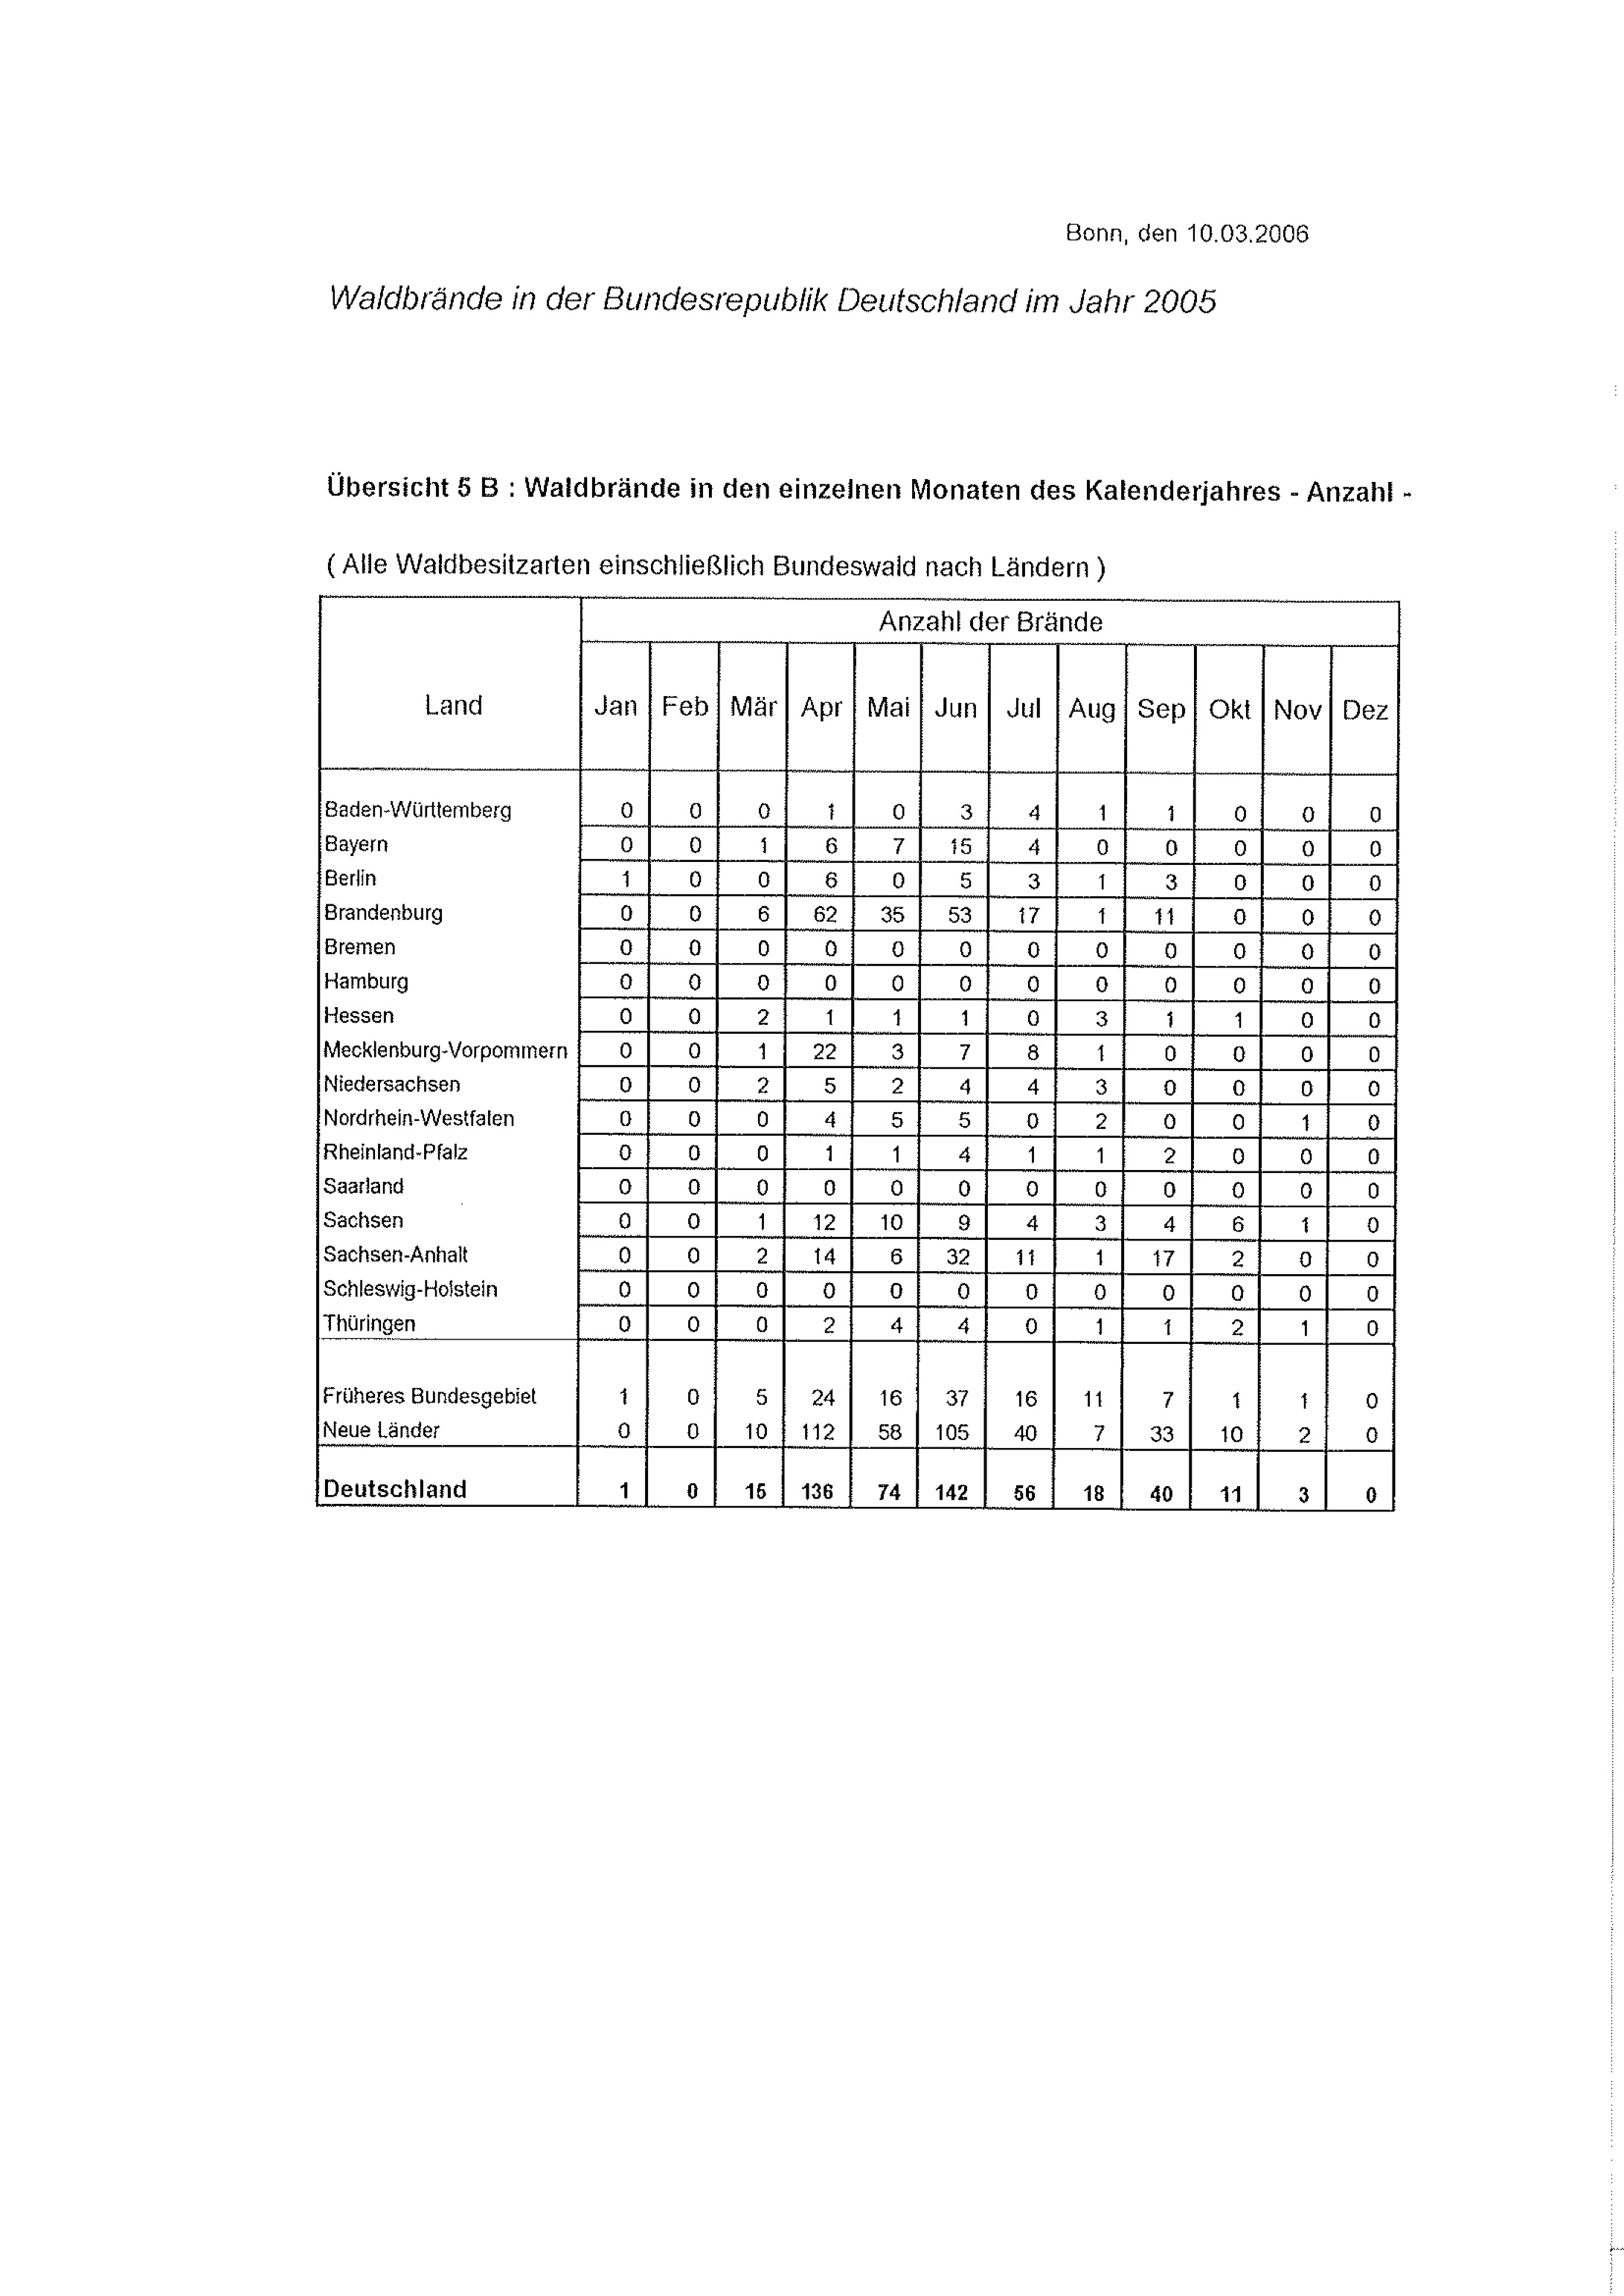 Bonn, den 10.03.2006
Waldbrände in der Bundesrepublik Deutschland im Jahr 2005
Übersicht 5 B : Waldbrände in den einzelnen Monaten des Kalenderjahres - Anzahl -
( Alle Waldbesitzarten einschließlich Bundeswald nach Ländern )
Anzahl der Brände
Land Jan Feb Mär Apr Mai Jun Jul Aug Sep Okt Nov Dez
Baden-Württemberg 0 0 0 1 0 3 4 1 1 0 0 0
Bayern 0 0 1 6 7 15 4 0 0 0 0 0
Berlin 1 0 0 6 0 5 3 1 3 0 0 0
Brandenburg 0 0 6 62 35 53 17 1 11 0 0 0
Bremen 0 0 0 0 0 0 0 0 0 0 0 0
Hamburg 0 0 0 0 0 0 0 0 0 0 0 0
Hessen 0 0 2 1 1 1 0 3 1 1 0 0
Mecklenburg-Vorpommern 0 0 1 22 3 7 8 1 0 0 0 0
Niedersachsen 0 0 2 5 2 4 4 3 0 0 0 0
Nordrhein-Westfalen 0 0 0 4 5 5 0 2 0 0 1 0
Rheinland-Pfalz 0 0 0 1 1 4 1 1 2 0 0 0
Saarland 0 0 0 0 0 0 0 0 0 0 0 0
Sachsen 0 0 1 12 10 9 4 3 4 6 1 0
Sachsen-Anhalt 0 0 2 14 6 32 11 1 17 2 0 0
Schleswig-Holstein 0 0 0 0 0 0 0 0 0 0 0 0
Thüringen 0 0 0 2 4 4 0 1 1 2 1 0
Früheres Bundesgebiet 1 0 5 24 16 37 16 11 7 1 1 0
Neue Länder 0 0 10 112 58 105 40 7 33 10 2 0
Deutschland 1 0 15 136 74 142 56 18 40 11 3 0